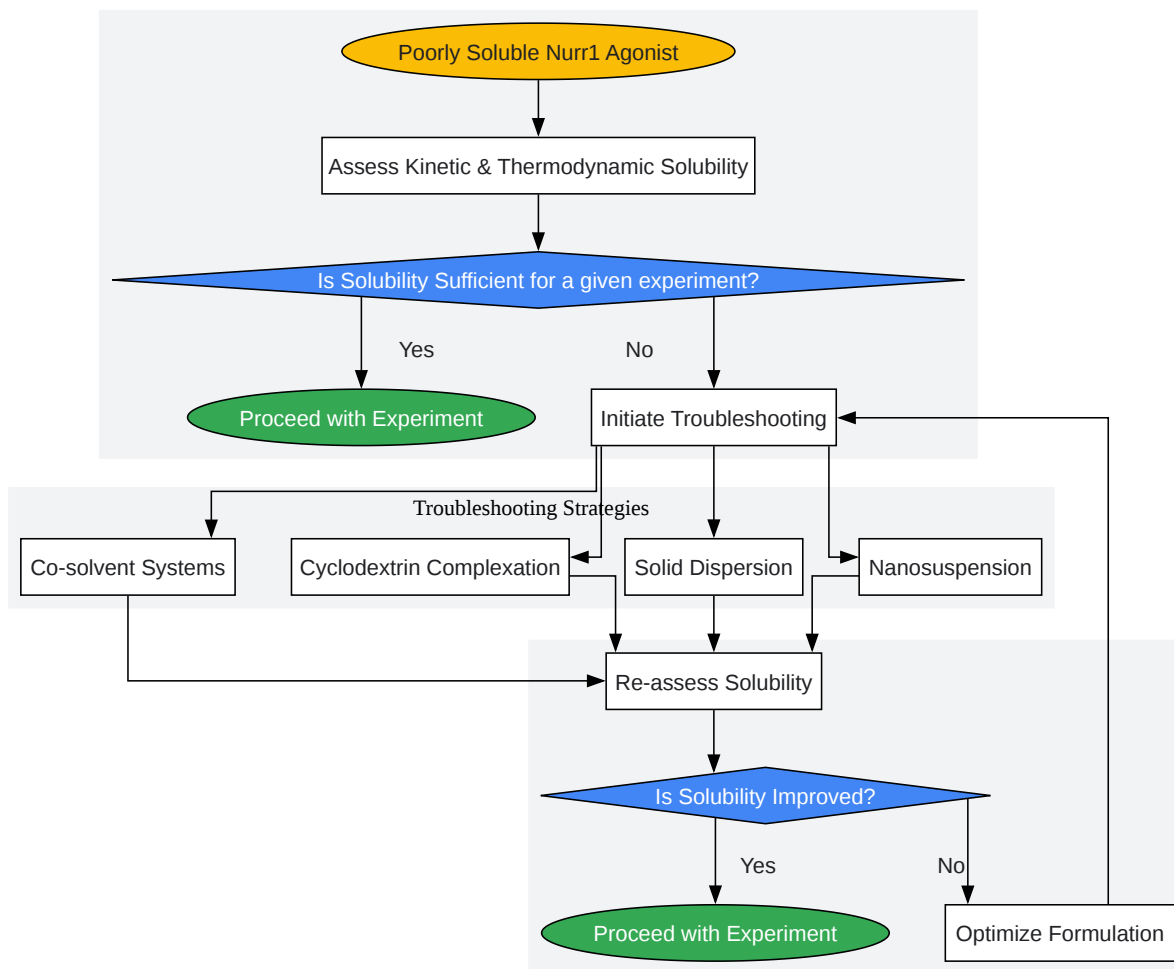 Poorly Soluble Nurr1 Agonist
Assess Kinetic & Thermodynamic Solubility
Is Solubility Sufficient for a given experiment?
Yes
No
Proceed with Experiment
Initiate Troubleshooting
Troubleshooting Strategies
Co-solvent Systems
Cyclodextrin Complexation
Solid Dispersion
Nanosuspension
Re-assess Solubility
Is Solubility Improved?
Yes
No
Proceed with Experiment
Optimize Formulation